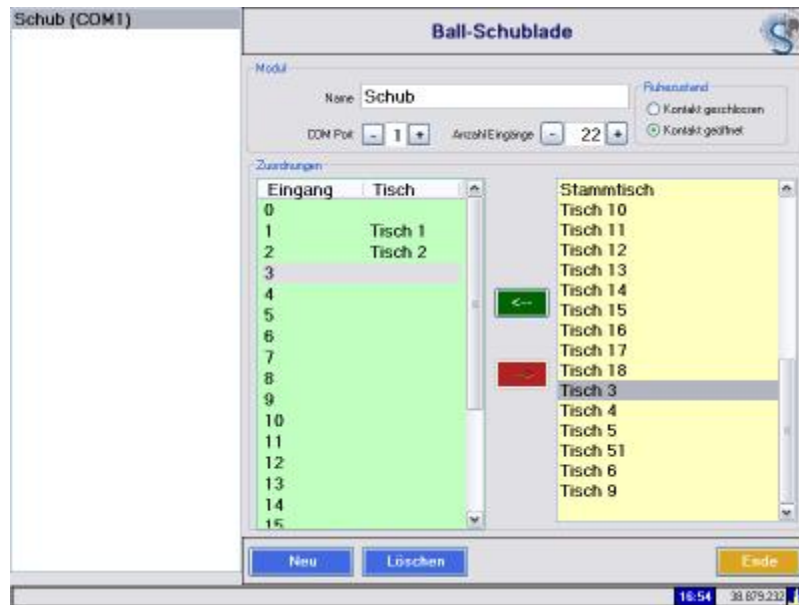 Schub (COM1)
Ball-Schublade
Modul
Name Schub
Ruhezustand
Kontakt geschlossen
Kontakt geöffnet
COM Port - 1 + Anzahl Eingänge - 22 +
Zuordnungen
Eingang Tisch
0
1 Tisch 1
2 Tisch 2
3
4
5
6
7
8
9
10
11
12
13
14
15
<--
-->
Stammtisch
Tisch 10
Tisch 11
Tisch 12
Tisch 13
Tisch 14
Tisch 15
Tisch 16
Tisch 17
Tisch 18
Tisch 3
Tisch 4
Tisch 5
Tisch 51
Tisch 6
Tisch 9
Neu Löschen Ende
16:54 38.879.232